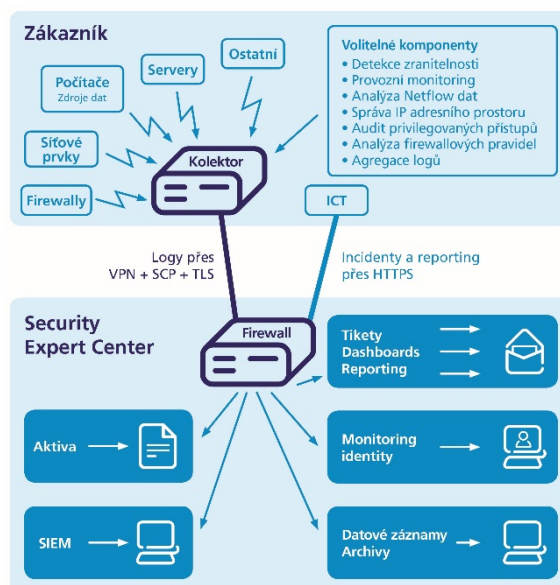 Zákazník
Ostatní
Servery
Počítače
Zdroje dat
Síťové
prvky
Firewally
Kolektor
Volitelné komponenty
• Detekce zranitelnosti
• Provozní monitoring
• Analýza Netflow dat
• Správa IP adresního prostoru
• Audit privilegovaných přístupů
• Analýza firewallových pravidel
• Agregace logů
ICT
Logy přes
VPN + SCP + TLS
Incidenty a reporting
přes HTTPS
Security
Expert Center
Firewall
Tikety
Dashboards
Reporting
Aktiva
Monitoring
identity
SIEM
Datové záznamy
Archivy